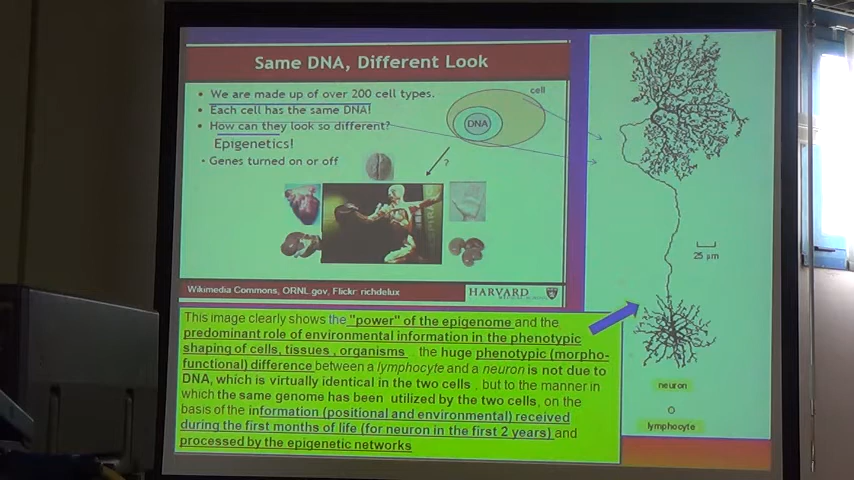 Same DNA, Different Look
• We are made up of over 200 cell types.
• Each cell has the same DNA!
• How can they look so different?
Epigenetics!
• Genes turned on or off
cell
DNA
?
Wikimedia Commons, ORNL.gov, Flickr: richdelux
HARVARD
This image clearly shows the "power" of the epigenome and the
predominant role of environmental information in the phenotypic
shaping of cells, tissues , organisms . the huge phenotypic (morpho-
functional) difference between a lymphocyte and a neuron is not due to
DNA, which is virtually identical in the two cells , but to the manner in
which the same genome has been utilized by the two cells, on the
basis of the information (positional and environmental) received
during the first months of life (for neuron in the first 2 years) and
processed by the epigenetic networks
25 µm
neuron
lymphocyte